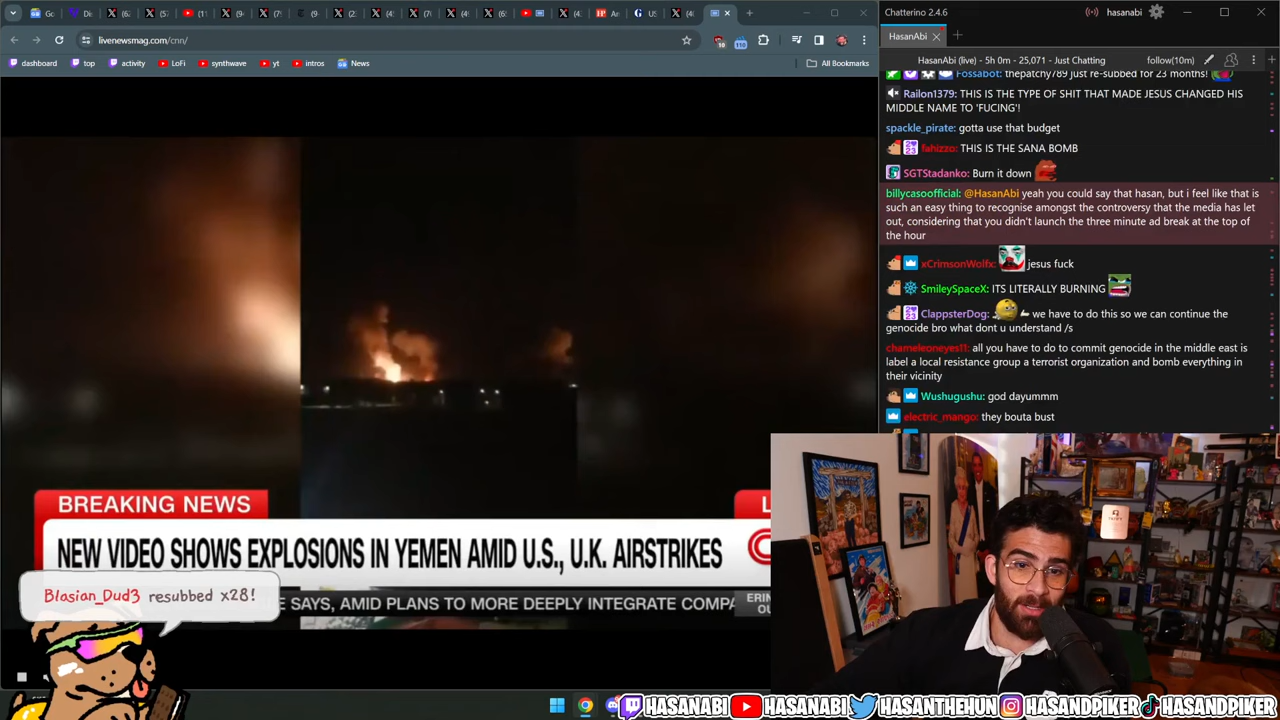 livenewsmag.com/cnn/
dashboard
top
activity
LoFi
synthwave
yt
intros
News
All Bookmarks
BREAKING NEWS
NEW VIDEO SHOWS EXPLOSIONS IN YEMEN AMID U.S., U.K. AIRSTRIKES
SAYS, AMID PLANS TO MORE DEEPLY INTEGRATE
Blasian_Dud3 resubbed x28!
Chatterino 2.4.6
hasanabi
HasanAbi
HasanAbi (live) - 5h 0m - 25,071 - Just Chatting
follow(10m)
Fossabot: thepatchy789 just re-subbed for 23 months!
Railon1379: THIS IS THE TYPE OF SHIT THAT MADE JESUS CHANGED HIS
MIDDLE NAME TO 'FUCING'!
spackle_pirate: gotta use that budget
fahizzo: THIS IS THE SANA BOMB
SGTStadanko: Burn it down
billycasoofficial: @HasanAbi yeah you could say that hasan, but i feel like that is
such an easy thing to recognise amongst the controversy that the media has let
out, considering that you didn't launch the three minute ad break at the top of
the hour
xCrimsonWolfx: jesus fuck
SmileySpaceX: ITS LITERALLY BURNING
ClappsterDog: we have to do this so we can continue the
genocide bro what dont u understand /s
chameleoneyes11: all you have to do to commit genocide in the middle east is
label a local resistance group a terrorist organization and bomb everything in
their vicinity
Wushugushu: god dayummm
electric_mango: they bouta bust
HASANABI
HASANABI
HASANTHEHUN
HASANDPIKER
HASANDPIKER